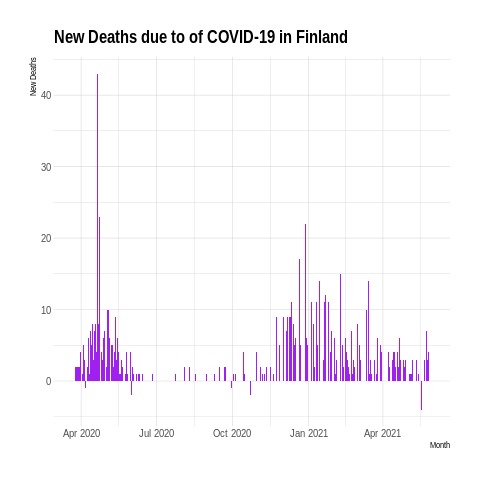 New Deaths due to of COVID-19 in Finland
New Deaths
40
30
20
10
0
Apr 2020 Jul 2020 Oct 2020 Jan 2021 Apr 2021
Month